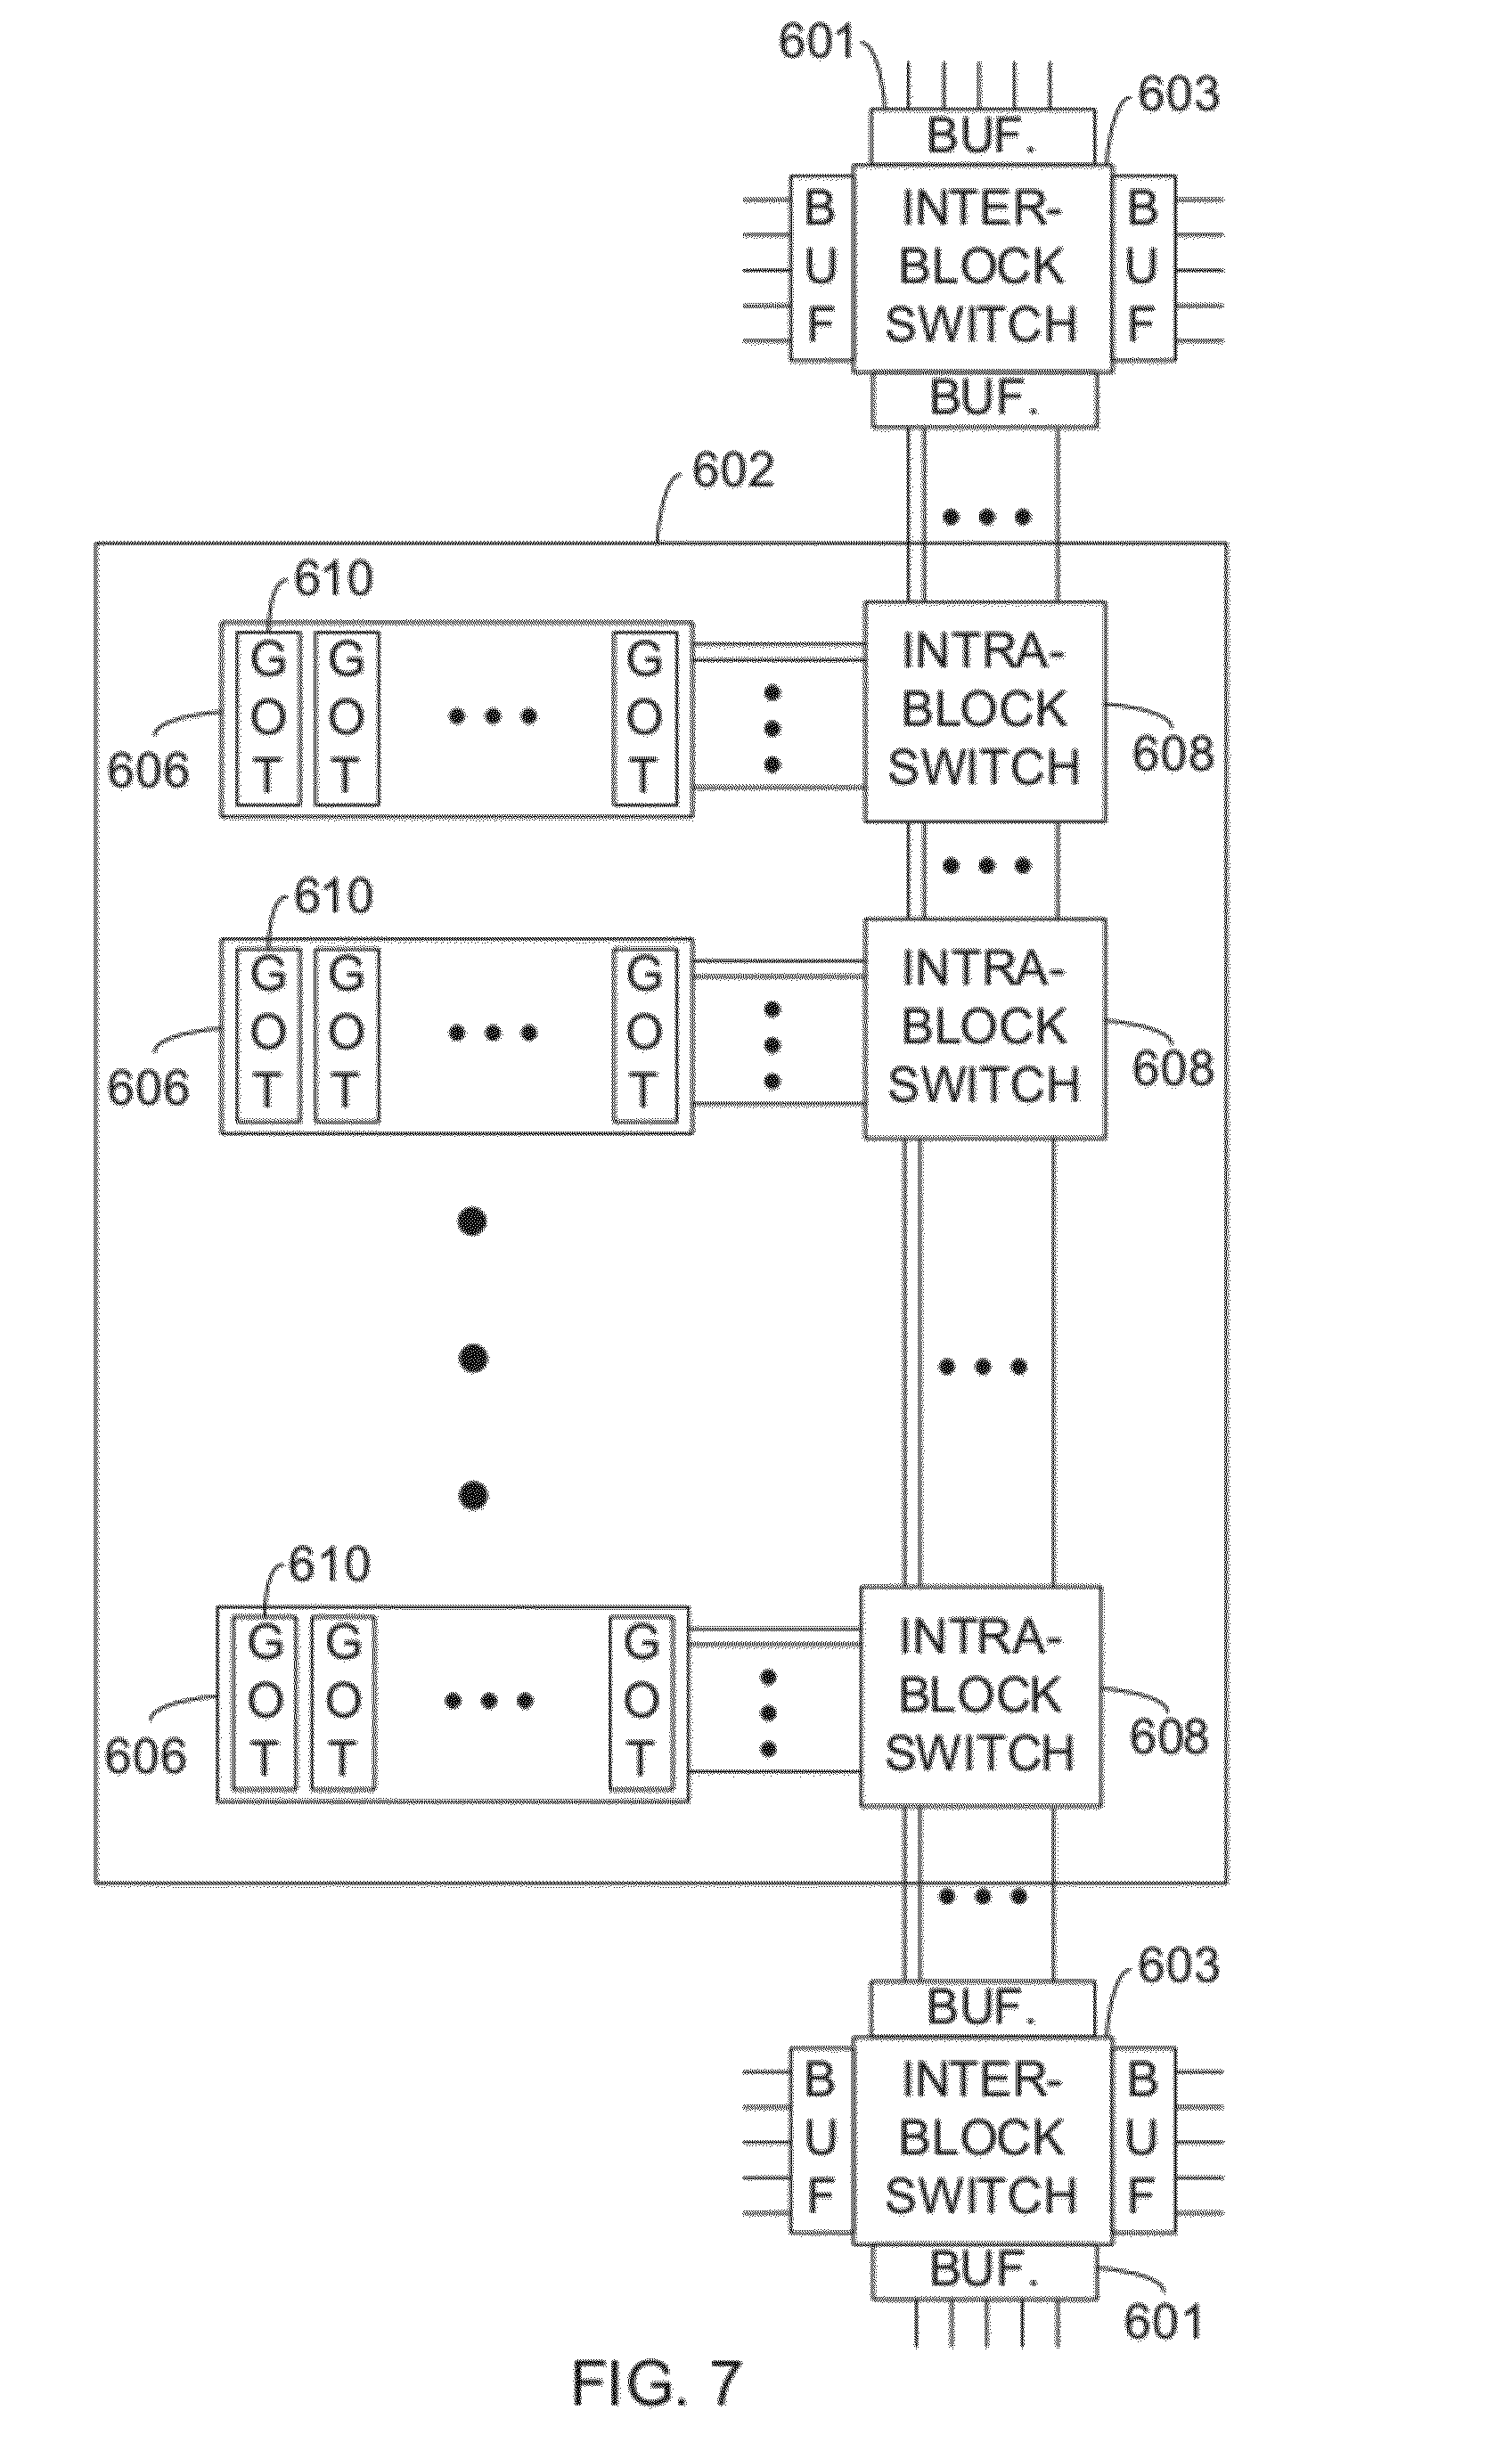 601
603
BUF.
B
U
F
INTER-
BLOCK
SWITCH
B
U
F
BUF.
602
610
G
O
T
G
O
T
G
O
T
606
INTRA-
BLOCK
SWITCH
608
610
G
O
T
G
O
T
G
O
T
606
INTRA-
BLOCK
SWITCH
608
610
G
O
T
G
O
T
G
O
T
606
INTRA-
BLOCK
SWITCH
608
603
BUF.
B
U
F
INTER-
BLOCK
SWITCH
B
U
F
BUF.
601
FIG. 7